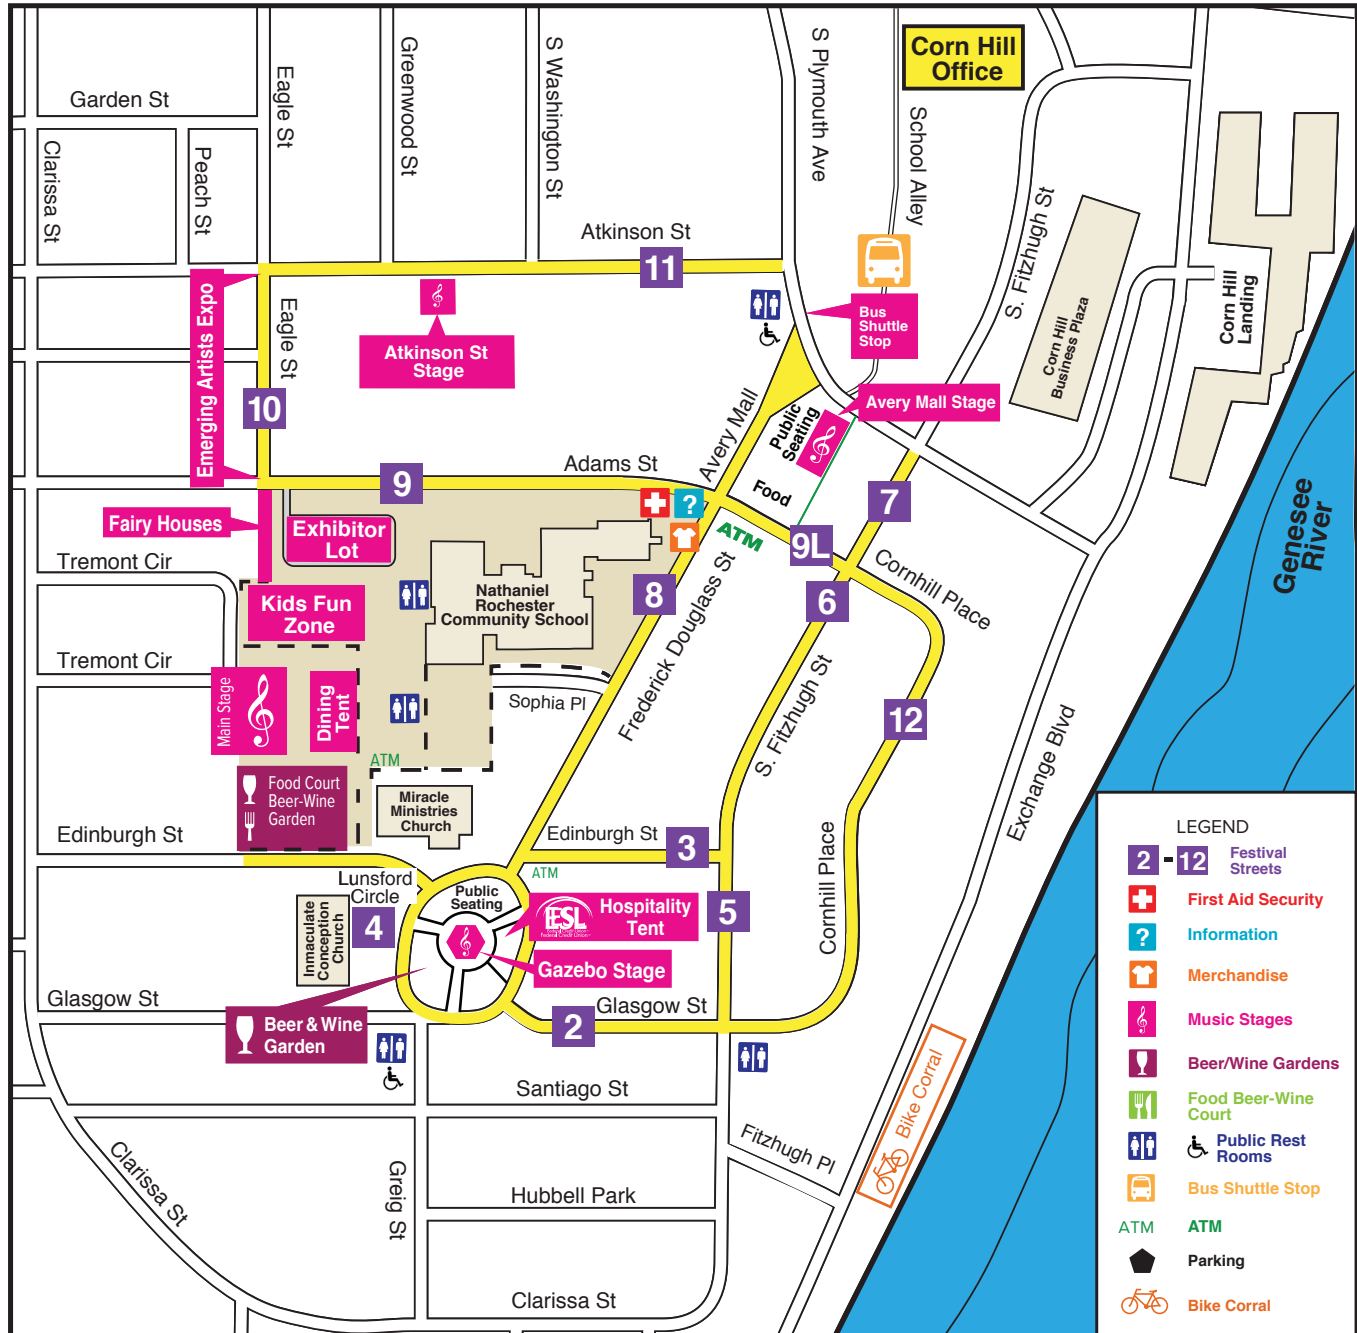 Corn Hill
Office
Garden St
Clarissa St
Peach St
Eagle St
Greenwood St
S Washington St
S Plymouth Ave
School Alley
S. Fitzhugh St
Atkinson St
11
Corn Hill
Landing
Corn Hill
Business Plaza
Genesee
River
Emerging Artists Expo
Eagle St
10
Atkinson St
Stage
Bus
Shuttle
Stop
Avery Mall Stage
Avery Mall
Public
Seating
Food
Adams St
9
?
ATM
9L
7
Fairy Houses
Exhibitor
Lot
Tremont Cir
Kids Fun
Zone
Nathaniel
Rochester
Community School
8
6
Cornhill Place
Frederick Douglass St
Tremont Cir
Main Stage
Dining
Tent
Sophia Pl
S. Fitzhugh St
12
ATM
Food Court
Beer-Wine
Garden
Miracle
Ministries
Church
Exchange Blvd
Edinburgh St
Edinburgh St
3
ATM
Lunsford
Circle
Public
Seating
4
Immaculate
Conception
Church
ESL
Federal Credit Union
Hospitality
Tent
5
Cornhill Place
Gazebo Stage
Glasgow St
Glasgow St
2
Beer & Wine
Garden
Santiago St
Bike Corral
Fitzhugh Pl
Clarissa St
Greig St
Hubbell Park
Clarissa St
LEGEND
2 - 12 Festival
Streets
First Aid Security
? Information
Merchandise
Music Stages
Beer/Wine Gardens
Food Beer-Wine
Court
Public Rest
Rooms
Bus Shuttle Stop
ATM ATM
Parking
Bike Corral